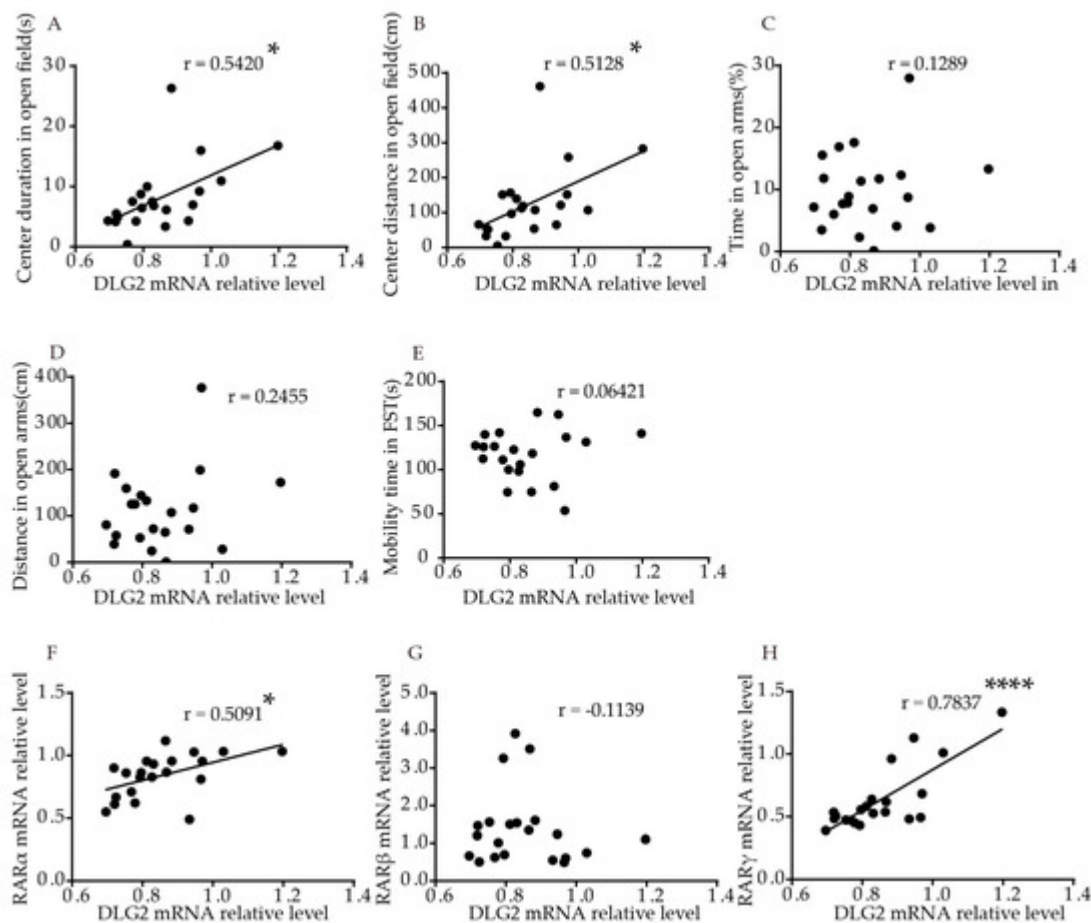 A
Center duration in open field(s)
r = 0.5420 *
30
20
10
0
0.6 0.8 1.0 1.2 1.4
DLG2 mRNA relative level
B
Center distance in open field(cm)
r = 0.5128 *
500
400
300
200
100
0
0.6 0.8 1.0 1.2 1.4
DLG2 mRNA relative level
C
Time in open arms(%)
r = 0.1289
30
20
10
0
0.6 0.8 1.0 1.2 1.4
DLG2 mRNA relative level in
D
Distance in open arms(cm)
r = 0.2455
400
300
200
100
0
0.6 0.8 1.0 1.2 1.4
DLG2 mRNA relative level
E
Mobility time in FST(s)
r = 0.06421
200
150
100
50
0
0.6 0.8 1.0 1.2 1.4
DLG2 mRNA relative level
F
RARα mRNA relative level
r = 0.5091 *
1.5
1.0
0.5
0.0
0.6 0.8 1.0 1.2 1.4
DLG2 mRNA relative level
G
RARβ mRNA relative level
r = -0.1139
5.0
4.0
3.0
2.0
1.0
0.0
0.6 0.8 1.0 1.2 1.4
DLG2 mRNA relative level
H
RARγ mRNA relative level
r = 0.7837 ****
1.5
1.0
0.5
0.0
0.6 0.8 1.0 1.2 1.4
DLG2 mRNA relative level